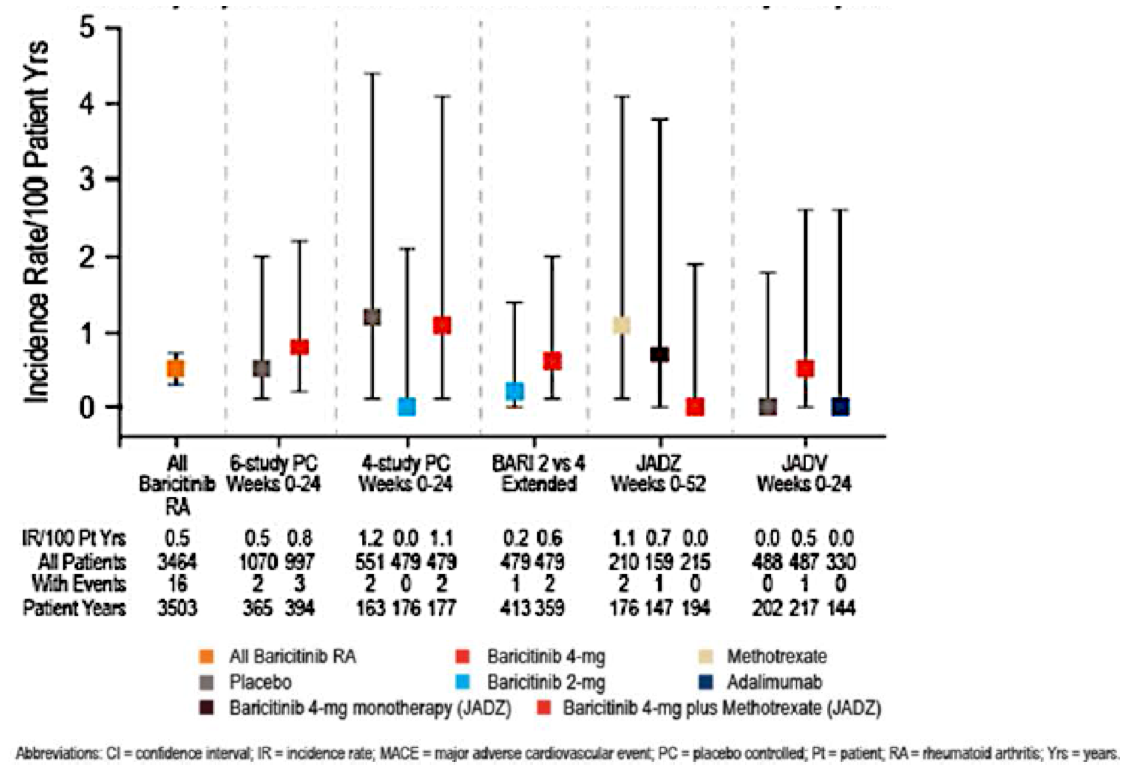 Incidence Rate/100 Patient Yrs
5
4
3
2
1
0
All Baricitinib RA
6-study PC Weeks 0-24
4-study PC Weeks 0-24
BARI 2 vs 4 Extended
JADZ Weeks 0-52
JADV Weeks 0-24
IR/100 Pt Yrs 0.5 0.5 0.8 1.2 0.0 1.1 0.2 0.6 1.1 0.7 0.0 0.0 0.5 0.0
All Patients 3464 1070 997 551 479 479 479 479 210 159 215 488 487 330
With Events 16 2 3 2 0 2 1 2 2 1 0 0 1 0
Patient Years 3503 365 394 163 176 177 413 359 176 147 194 202 217 144
All Baricitinib RA Baricitinib 4-mg Methotrexate
Placebo Baricitinib 2-mg Adalimumab
Baricitinib 4-mg monotherapy (JADZ) Baricitinib 4-mg plus Methotrexate (JADZ)
Abbreviations: CI = confidence interval; IR = incidence rate; MACE = major adverse cardiovascular event; PC = placebo controlled; Pt = patient; RA = rheumatoid arthritis; Yrs = years.